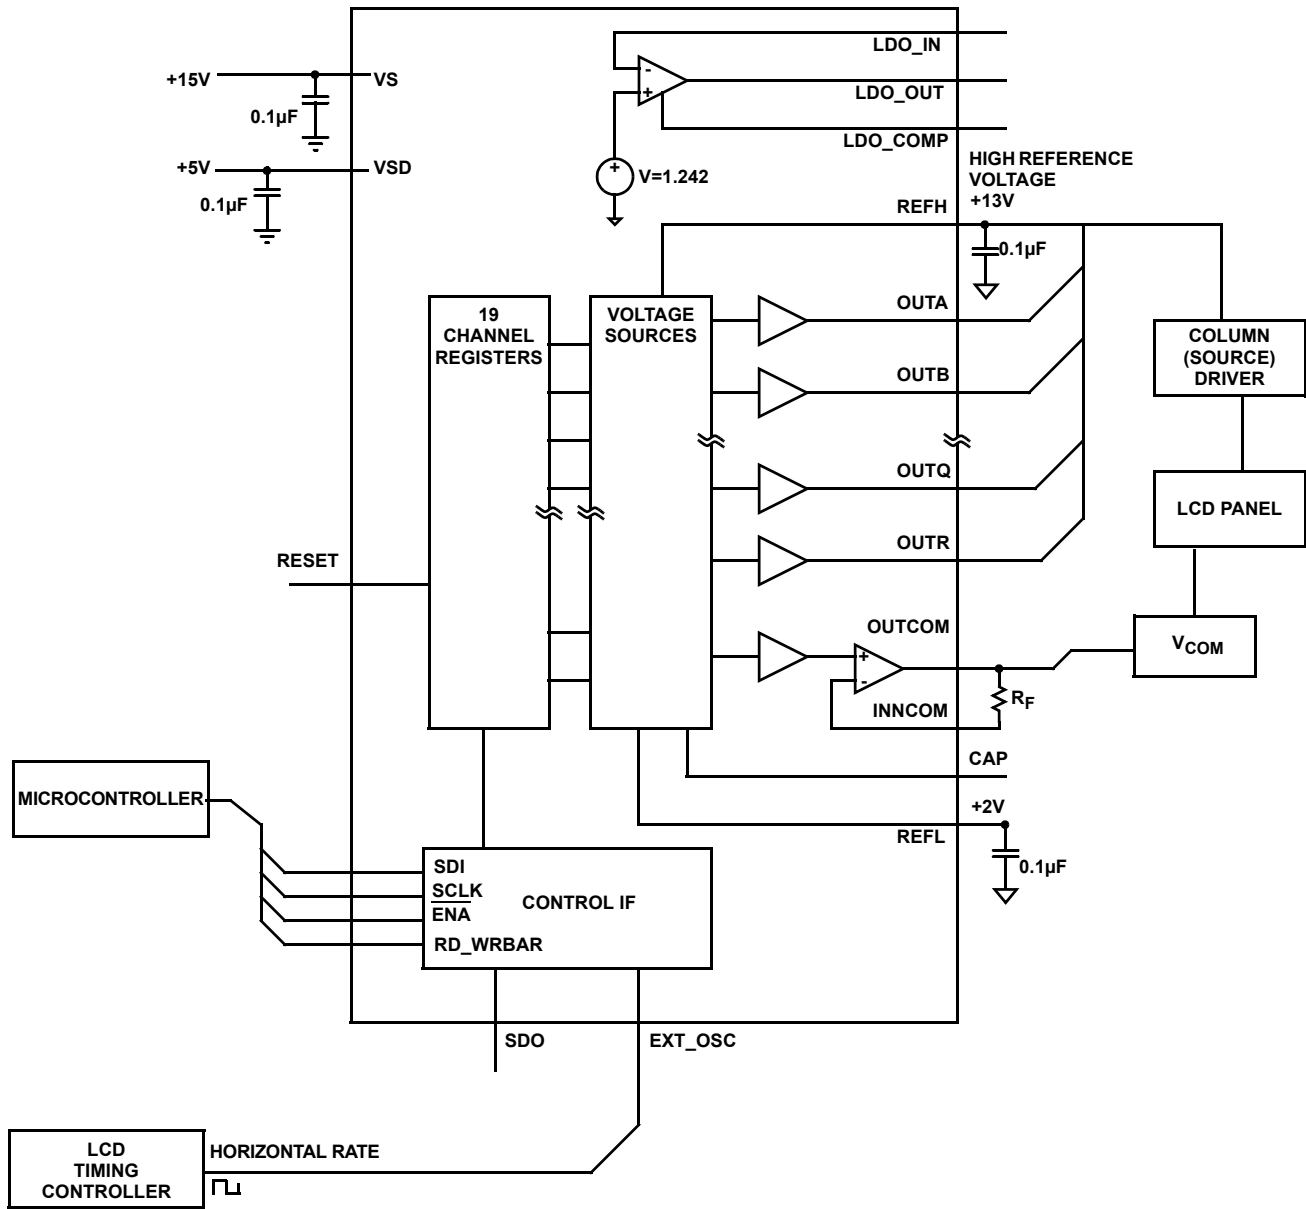 LDO_IN
+15V
VS
-
+
LDO_OUT
0.1µF
LDO_COMP
+5V
VSD
+
V=1.242
HIGH REFERENCE
VOLTAGE
+13V
0.1µF
REFH
0.1µF
19
CHANNEL
REGISTERS
VOLTAGE
SOURCES
OUTA
COLUMN
(SOURCE)
DRIVER
OUTB
OUTQ
LCD PANEL
OUTR
RESET
OUTCOM
+
-
VCOM
INNCOM
RF
CAP
MICROCONTROLLER
+2V
REFL
0.1µF
SDI
SCLK
ENA
RD_WRBAR
CONTROL IF
SDO
EXT_OSC
LCD
TIMING
CONTROLLER
HORIZONTAL RATE